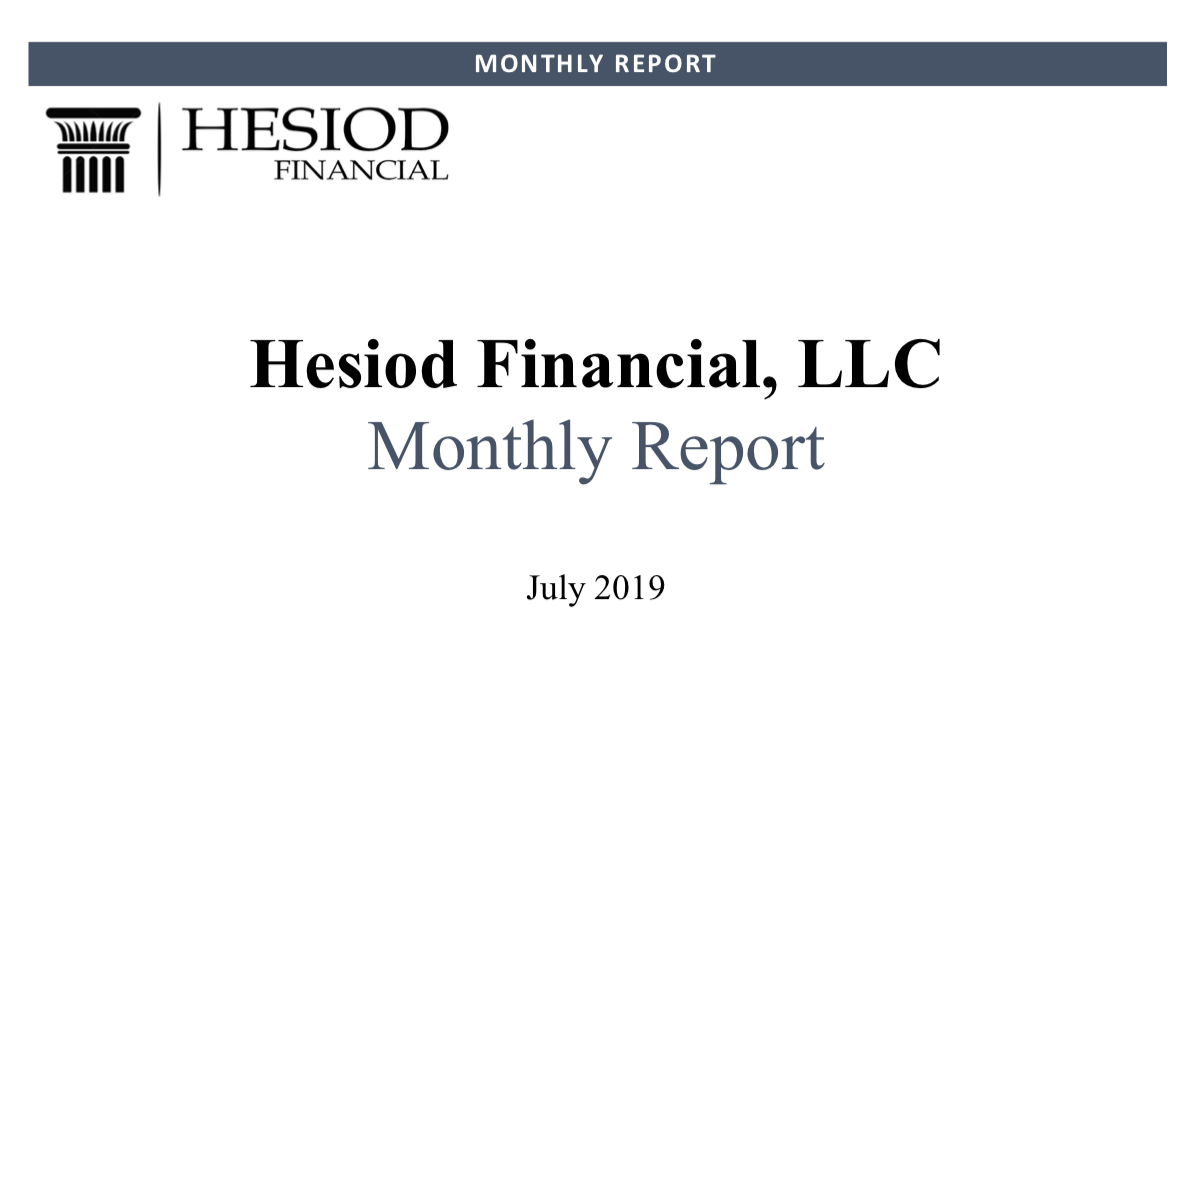 MONTHLY REPORT
HESIOD
FINANCIAL
Hesiod Financial, LLC
Monthly Report
July 2019